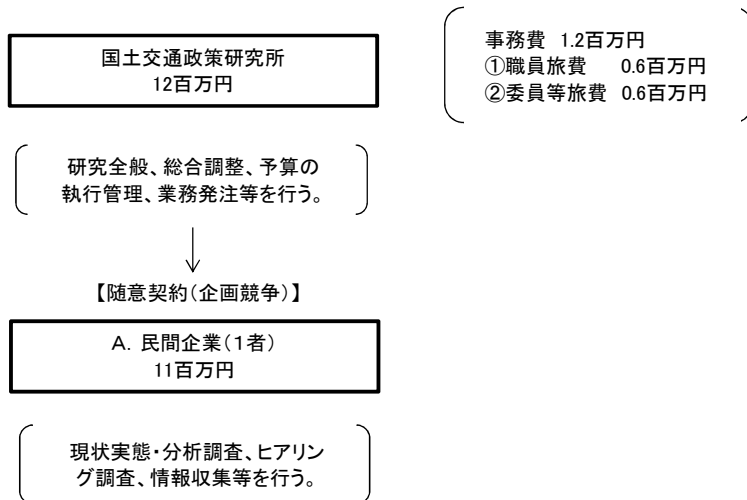 国土交通政策研究所
12百万円
事務費 1.2百万円
①職員旅費 0.6百万円
②委員等旅費 0.6百万円
研究全般、総合調整、予算の
執行管理、業務発注等を行う。
【随意契約(企画競争)】
A. 民間企業(1者)
11百万円
現状実態・分析調査、ヒアリン
グ調査、情報収集等を行う。